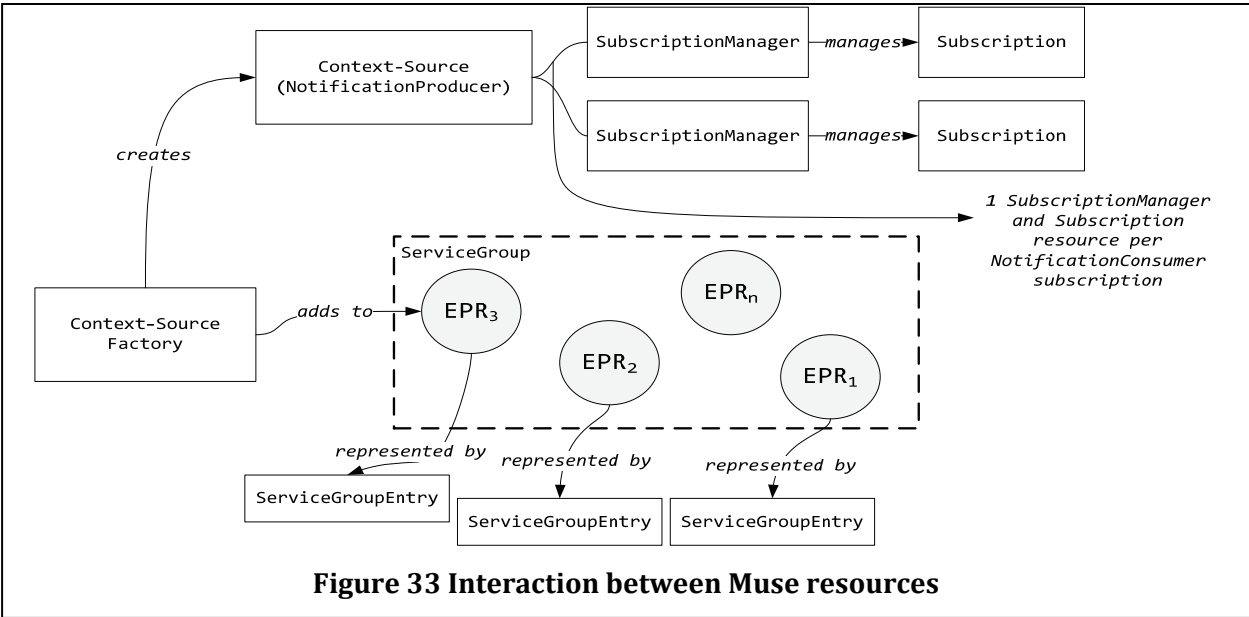 Context-Source
(NotificationProducer)
SubscriptionManager
manages
Subscription
SubscriptionManager
manages
Subscription
creates
1 SubscriptionManager
and Subscription
resource per
NotificationConsumer
subscription
ServiceGroup
Context-Source
Factory
adds to
EPR3
EPR2
EPRn
EPR1
represented by
represented by
represented by
ServiceGroupEntry
ServiceGroupEntry
ServiceGroupEntry
Figure 33 Interaction between Muse resources